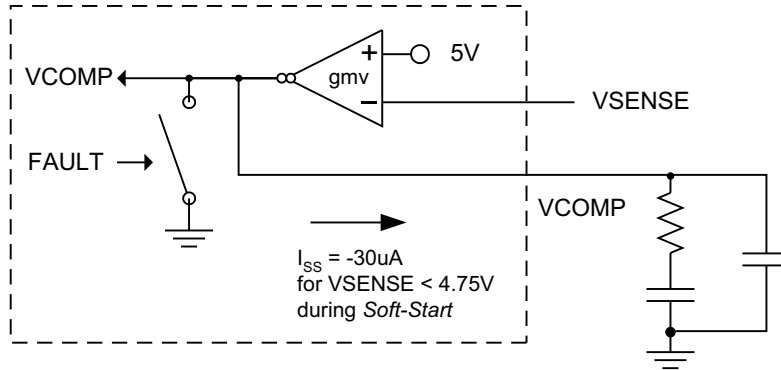 5V
+
gmv
VCOMP
−
VSENSE
FAULT
VCOMP
I_SS = -30uA
for VSENSE < 4.75V
during Soft-Start